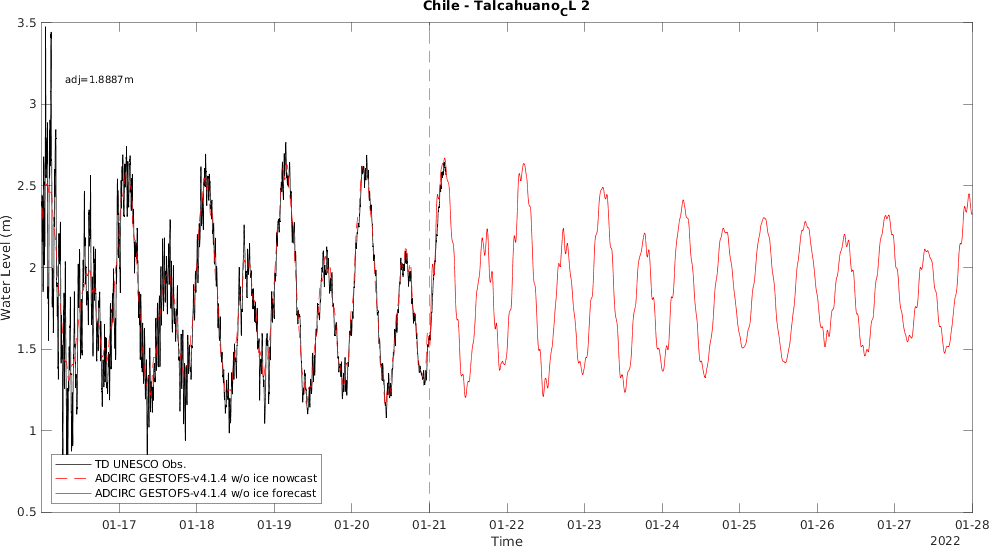 Chile - Talcahuano_CL 2
3.5
3
2.5
2
1.5
1
0.5
Water Level (m)
adj=1.8887m
TD UNESCO Obs.
ADCIRC GESTOFS-v4.1.4 w/o ice nowcast
ADCIRC GESTOFS-v4.1.4 w/o ice forecast
01-17 01-18 01-19 01-20 01-21 01-22 01-23 01-24 01-25 01-26 01-27 01-28
Time
2022